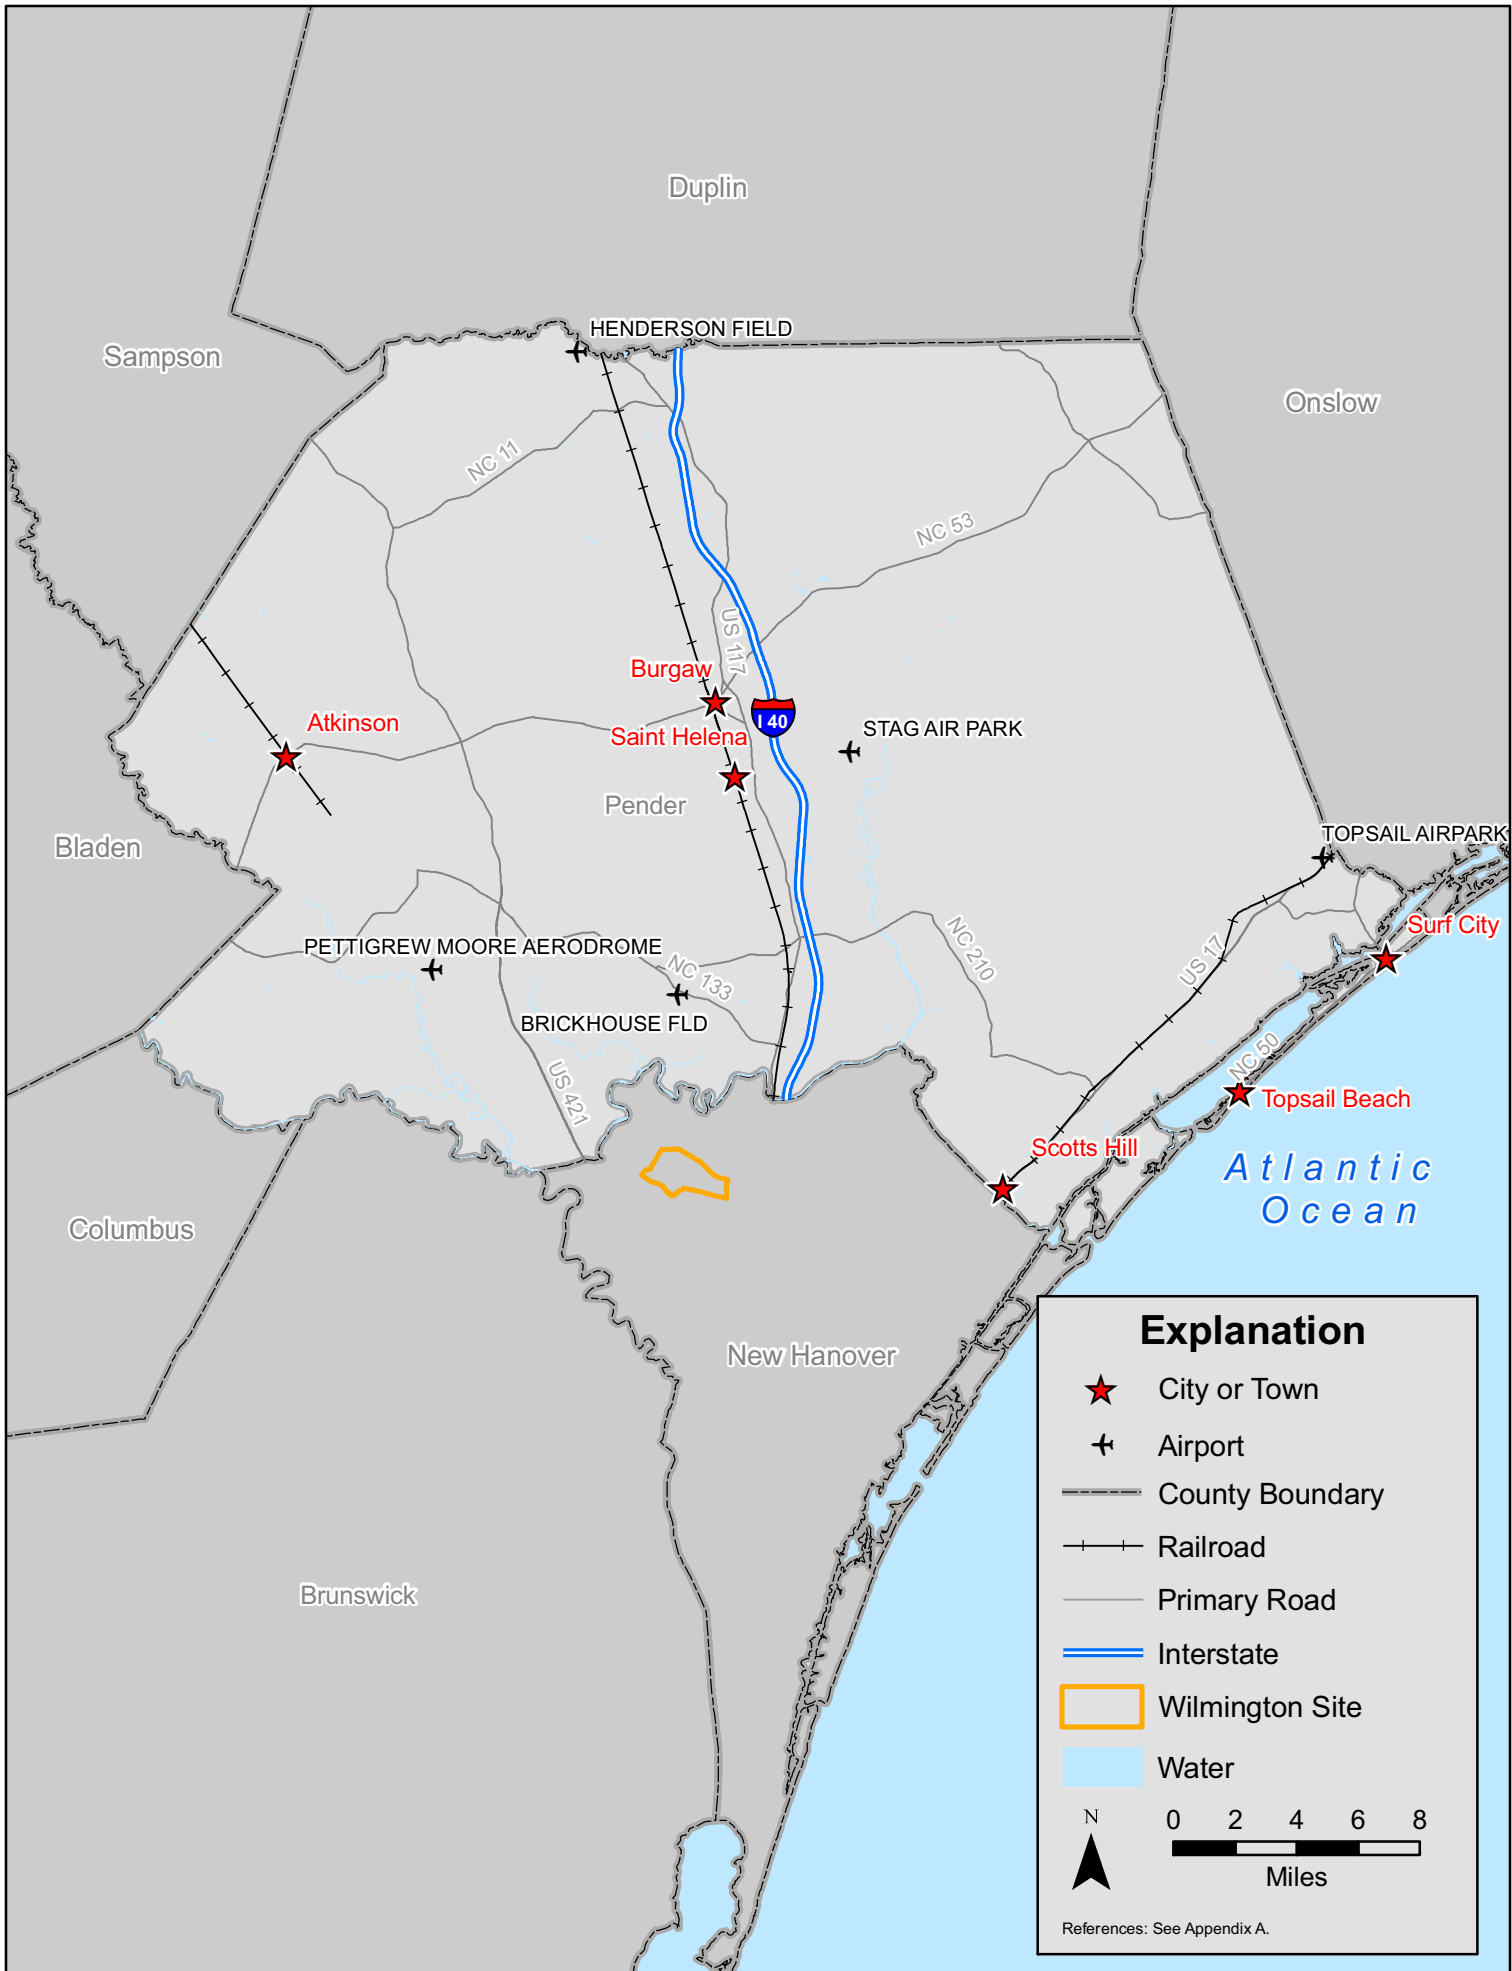 Duplin
HENDERSON FIELD
Sampson
Onslow
NC 11
NC 53
US 117
Burgaw
Atkinson
I 40
STAG AIR PARK
Saint Helena
Pender
Bladen
TOPSAIL AIRPARK
Surf City
NC 210
US 17
PETTIGREW MOORE AERODROME
NC 133
BRICKHOUSE FLD
NC 50
US 421
Topsail Beach
Scotts Hill
Atlantic
Ocean
Columbus
New Hanover
Brunswick
Explanation
City or Town
Airport
County Boundary
Railroad
Primary Road
Interstate
Wilmington Site
Water
N
0 2 4 6 8
Miles
References: See Appendix A.